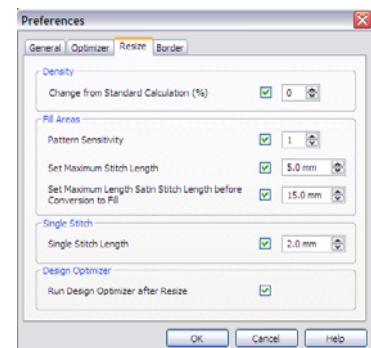 Preferences
General Optimizer Resize Border
Density
Change from Standard Calculation (%) 0
Fill Areas
Pattern Sensitivity 1
Set Maximum Stitch Length 5.0 mm
Set Maximum Length Satin Stitch Length before
Conversion to Fill 15.0 mm
Single Stitch
Single Stitch Length 2.0 mm
Design Optimizer
Run Design Optimizer after Resize
OK Cancel Help